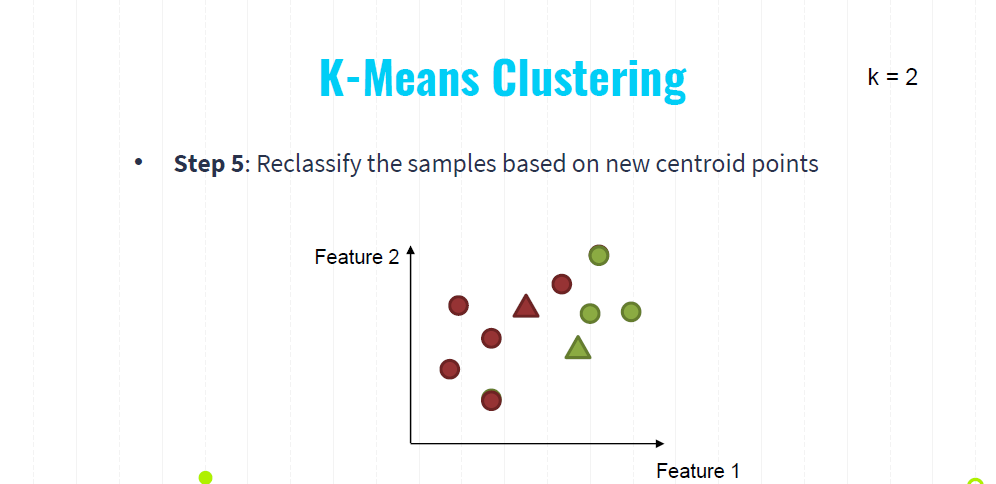 K-Means Clustering
k = 2
• Step 5: Reclassify the samples based on new centroid points
Feature 2
Feature 1